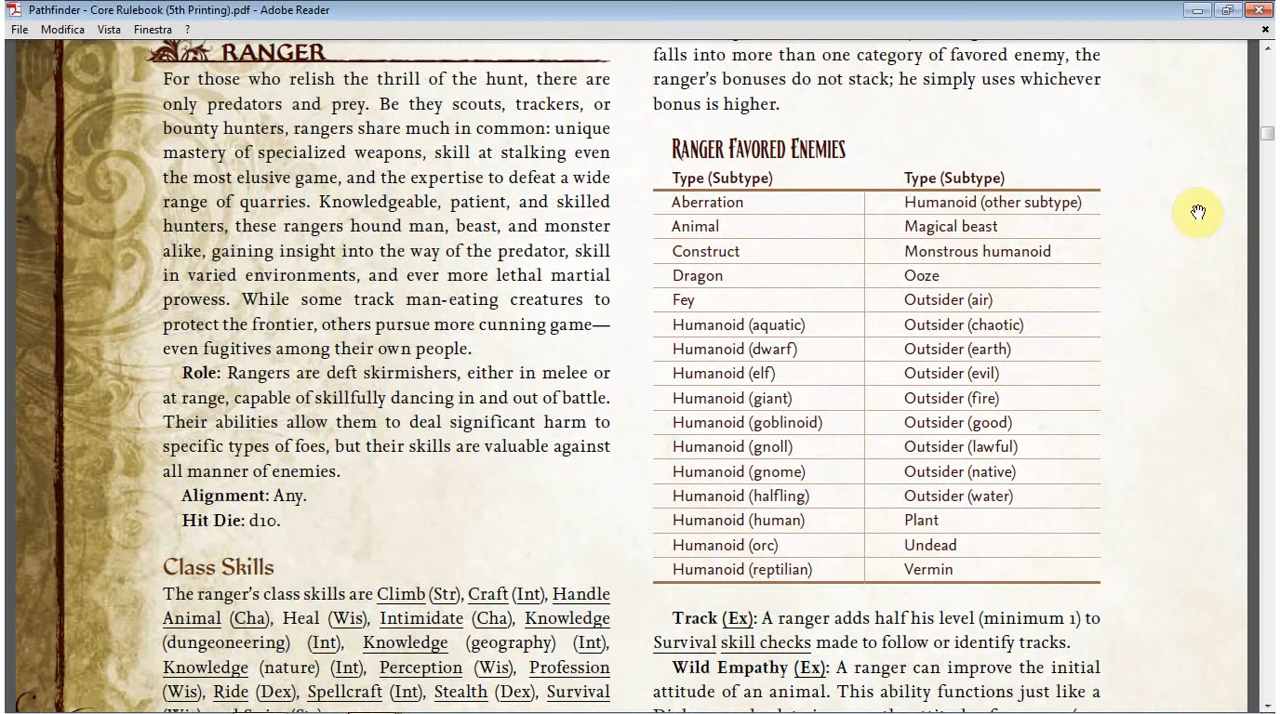 Pathfinder - Core Rulebook (5th Printing).pdf - Adobe Reader
File Modifica Vista Finestra ?
RANGER
For those who relish the thrill of the hunt, there are
only predators and prey. Be they scouts, trackers, or
bounty hunters, rangers share much in common: unique
mastery of specialized weapons, skill at stalking even
the most elusive game, and the expertise to defeat a wide
range of quarries. Knowledgeable, patient, and skilled
hunters, these rangers hound man, beast, and monster
alike, gaining insight into the way of the predator, skill
in varied environments, and ever more lethal martial
prowess. While some track man-eating creatures to
protect the frontier, others pursue more cunning game—
even fugitives among their own people.
Role: Rangers are deft skirmishers, either in melee or
at range, capable of skillfully dancing in and out of battle.
Their abilities allow them to deal significant harm to
specific types of foes, but their skills are valuable against
all manner of enemies.
Alignment: Any.
Hit Die: d10.
Class Skills
The ranger's class skills are Climb (Str), Craft (Int), Handle
Animal (Cha), Heal (Wis), Intimidate (Cha), Knowledge
(dungeoneering) (Int), Knowledge (geography) (Int),
Knowledge (nature) (Int), Perception (Wis), Profession
(Wis), Ride (Dex), Spellcraft (Int), Stealth (Dex), Survival
falls into more than one category of favored enemy, the
ranger's bonuses do not stack; he simply uses whichever
bonus is higher.
Ranger Favored Enemies
Type (Subtype) Type (Subtype)
Aberration Humanoid (other subtype)
Animal Magical beast
Construct Monstrous humanoid
Dragon Ooze
Fey Outsider (air)
Humanoid (aquatic) Outsider (chaotic)
Humanoid (dwarf) Outsider (earth)
Humanoid (elf) Outsider (evil)
Humanoid (giant) Outsider (fire)
Humanoid (goblinoid) Outsider (good)
Humanoid (gnoll) Outsider (lawful)
Humanoid (gnome) Outsider (native)
Humanoid (halfling) Outsider (water)
Humanoid (human) Plant
Humanoid (orc) Undead
Humanoid (reptilian) Vermin
Track (Ex): A ranger adds half his level (minimum 1) to
Survival skill checks made to follow or identify tracks.
Wild Empathy (Ex): A ranger can improve the initial
attitude of an animal. This ability functions just like a